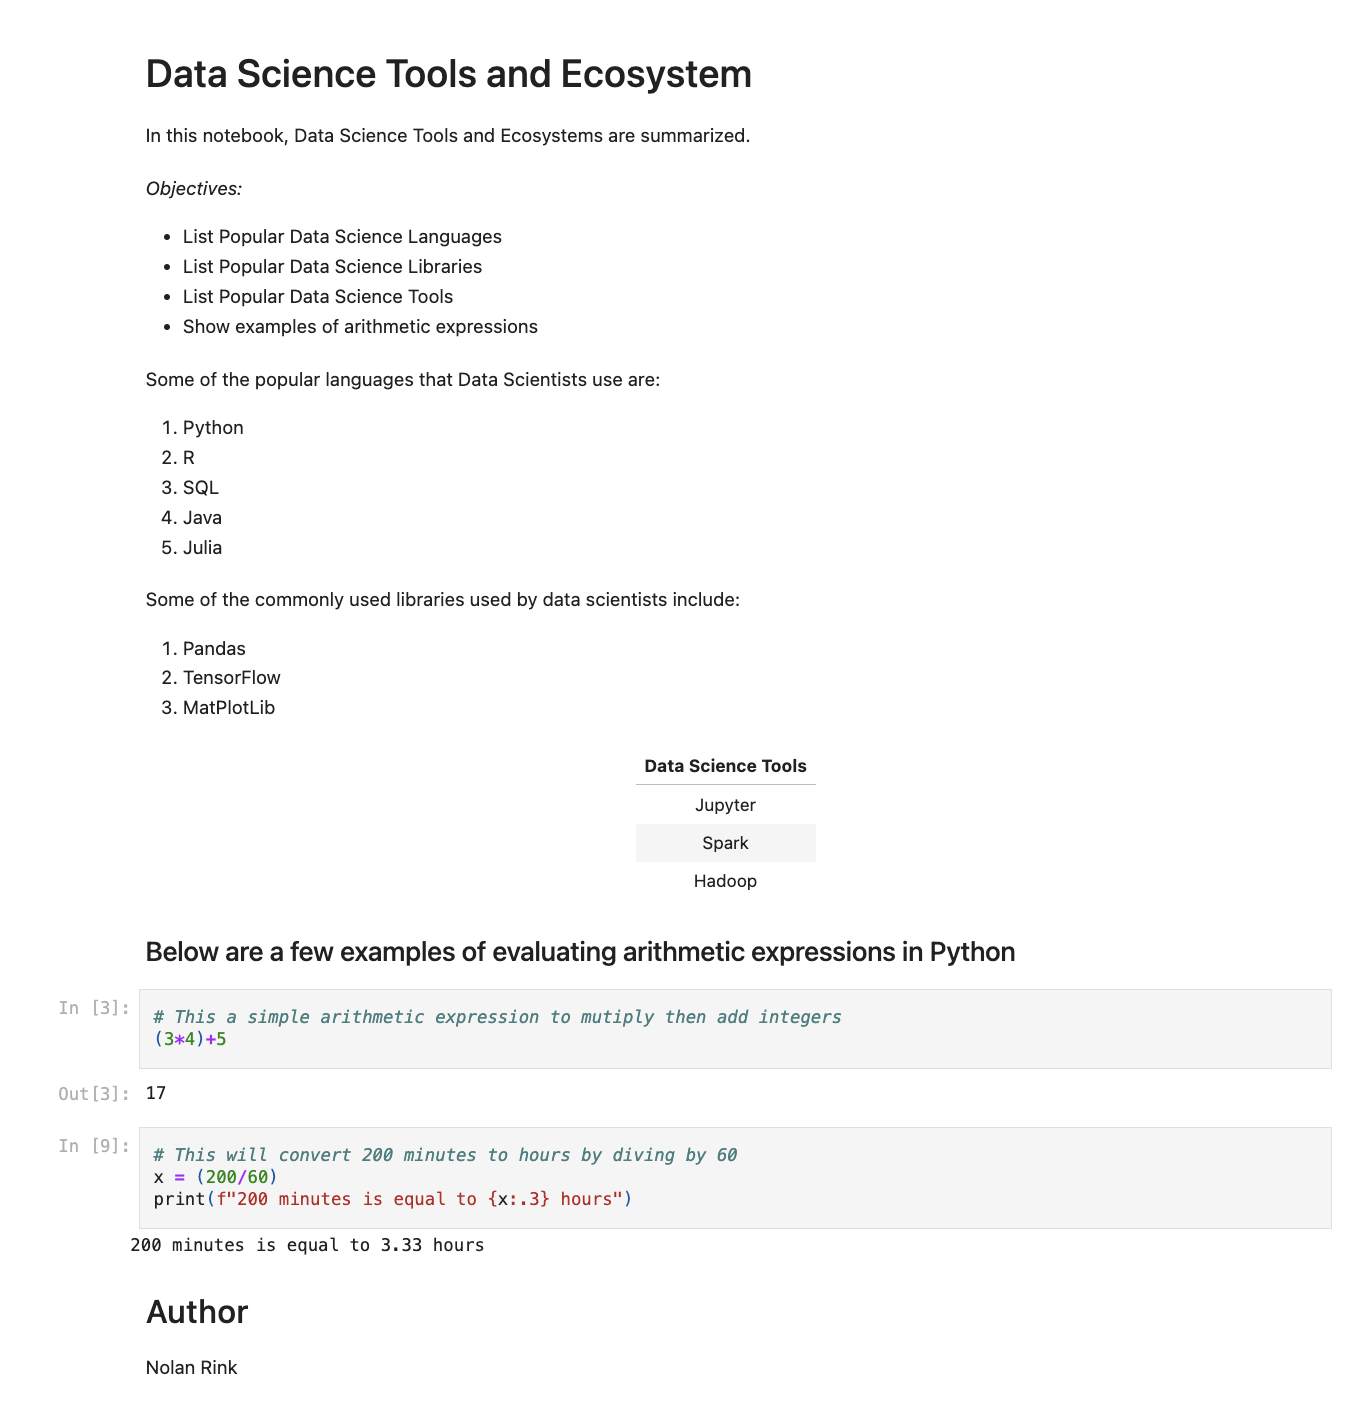 Data Science Tools and Ecosystem
In this notebook, Data Science Tools and Ecosystems are summarized.
Objectives:
• List Popular Data Science Languages
• List Popular Data Science Libraries
• List Popular Data Science Tools
• Show examples of arithmetic expressions
Some of the popular languages that Data Scientists use are:
1. Python
2. R
3. SQL
4. Java
5. Julia
Some of the commonly used libraries used by data scientists include:
1. Pandas
2. TensorFlow
3. MatPlotLib
Data Science Tools
Jupyter
Spark
Hadoop
Below are a few examples of evaluating arithmetic expressions in Python
In [3]:
# This a simple arithmetic expression to mutiply then add integers
(3*4)+5
Out[3]: 17
In [9]:
# This will convert 200 minutes to hours by diving by 60
x = (200/60)
print(f"200 minutes is equal to {x:.3} hours")
200 minutes is equal to 3.33 hours
Author
Nolan Rink